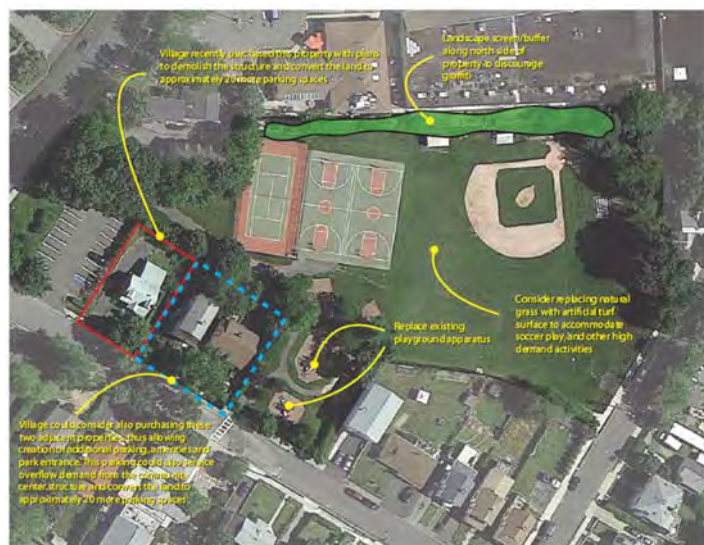 Village recently purchased this property with plans
to demolish the structure and convert the land to
approximately 20 more parking spaces
Landscape screen/buffer
along north side of
property to discourage
graffiti
Consider replacing natural
grass with artificial turf
surface to accommodate
soccer play, and other high
demand activities
Replace existing
playground apparatus
Village could consider also purchasing these
two adjacent properties, thus allowing
creation of additional parking, amenities and
park entrance. This parking could also service
overflow demand from the community
center.structure and convert the land to
approximately 20 more parking spaces